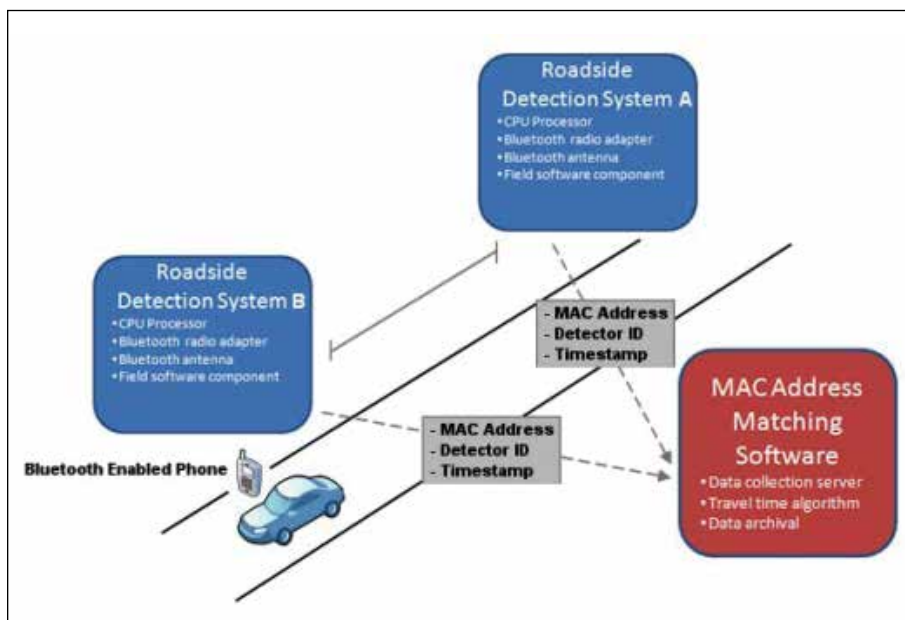 Roadside
Detection System A
•CPU Processor
•Bluetooth radio adapter
•Bluetooth antenna
•Field software component
Roadside
Detection System B
•CPU Processor
•Bluetooth radio adapter
•Bluetooth antenna
•Field software component
- MAC Address
- Detector ID
- Timestamp
- MAC Address
- Detector ID
- Timestamp
MAC Address
Matching
Software
•Data collection server
•Travel time algorithm
•Data archival
Bluetooth Enabled Phone